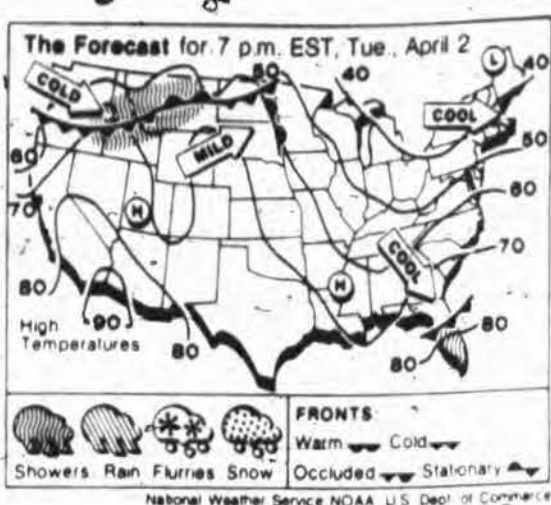 The Forecast for 7 p.m. EST, Tue., April 2
COLD
50
40
L
40
COOL
60
MILD
50
60
70
H
COOL
70
H
80
High
Temperatures
90
80
80
80
Showers Rain Flurries Snow
FRONTS:
Warm Cold
Occluded Stationary
National Weather Service NOAA U.S. Dept. of Commerce